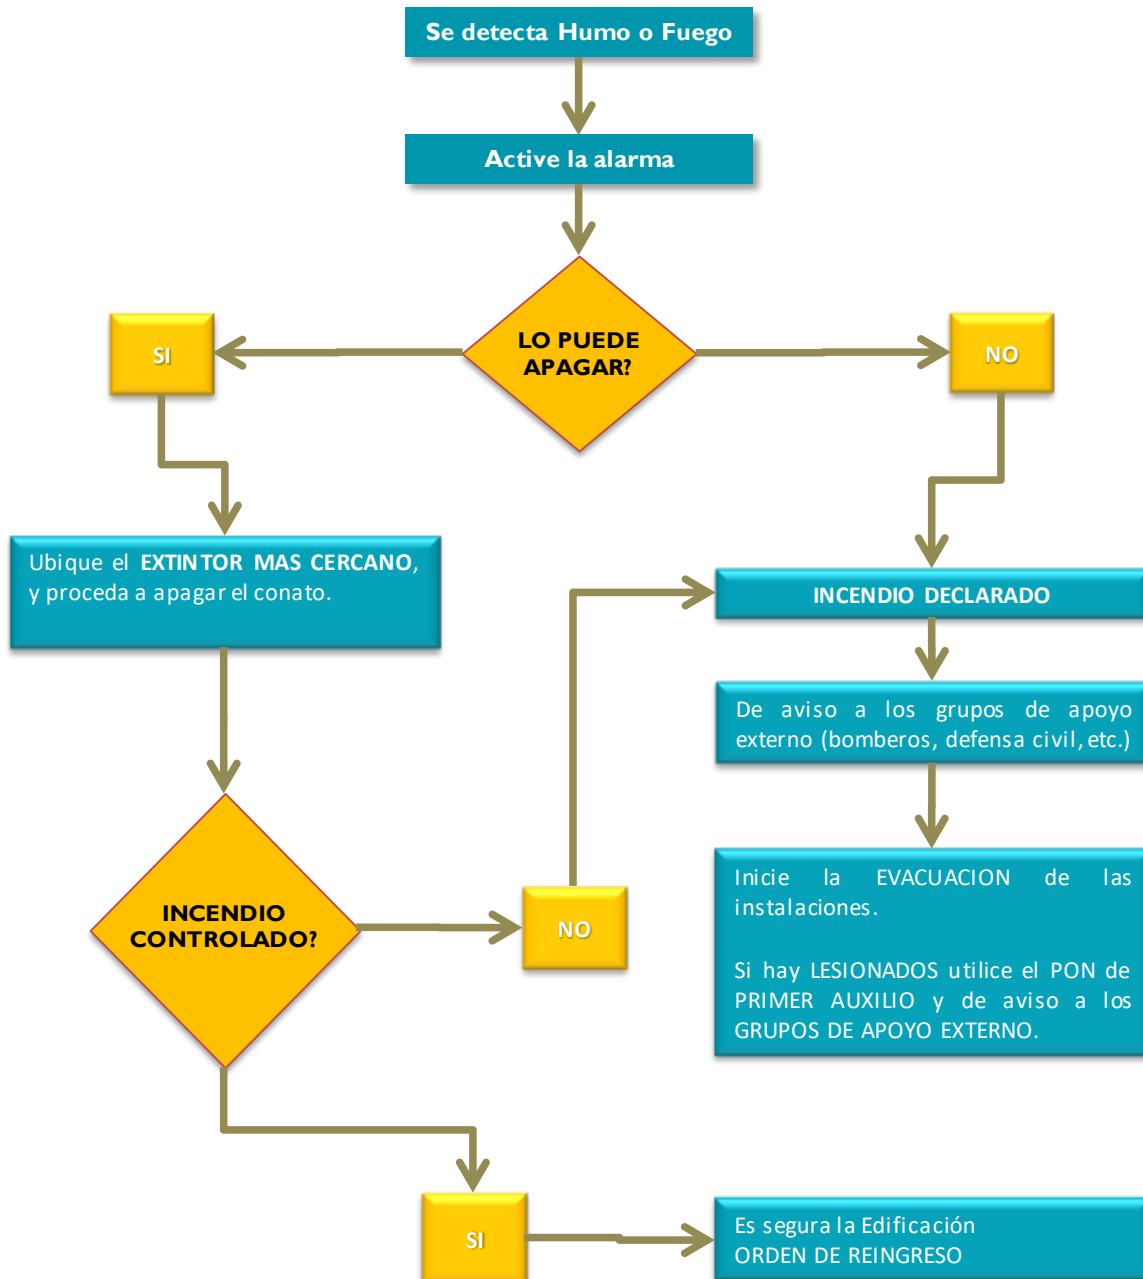 Se detecta Humo o Fuego
Active la alarma
LO PUEDE
APAGAR?
SI
NO
Ubique el EXTINTOR MAS CERCANO,
y proceda a apagar el conato.
INCENDIO DECLARADO
De aviso a los grupos de apoyo
externo (bomberos, defensa civil, etc.)
Inicie la EVACUACION de las
instalaciones.
Si hay LESIONADOS utilice el PON de
PRIMER AUXILIO y de aviso a los
GRUPOS DE APOYO EXTERNO.
INCENDIO
CONTROLADO?
NO
SI
Es segura la Edificación
ORDEN DE REINGRESO